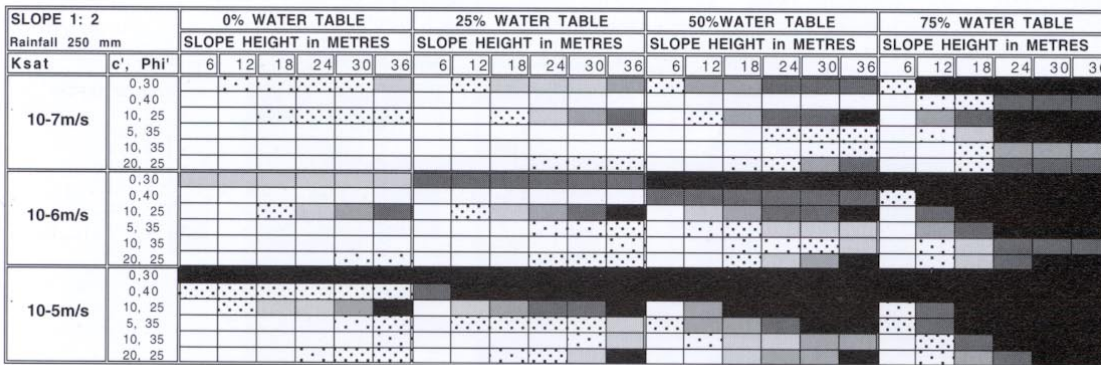 SLOPE 1: 2 0% WATER TABLE 25% WATER TABLE 50%WATER TABLE 75% WATER TABLE
Rainfall 250 mm SLOPE HEIGHT in METRES SLOPE HEIGHT in METRES SLOPE HEIGHT in METRES SLOPE HEIGHT in METRES
Ksat c', Phi' 6 12 18 24 30 36 6 12 18 24 30 36 6 12 18 24 30 36 6 12 18 24 30 36
0,30
0,40
10-7m/s 10, 25
5, 35
10, 35
20, 25
0,30
0,40
10-6m/s 10, 25
5, 35
10, 35
20, 25
0,30
0,40
10-5m/s 10, 25
5, 35
10, 35
20, 25